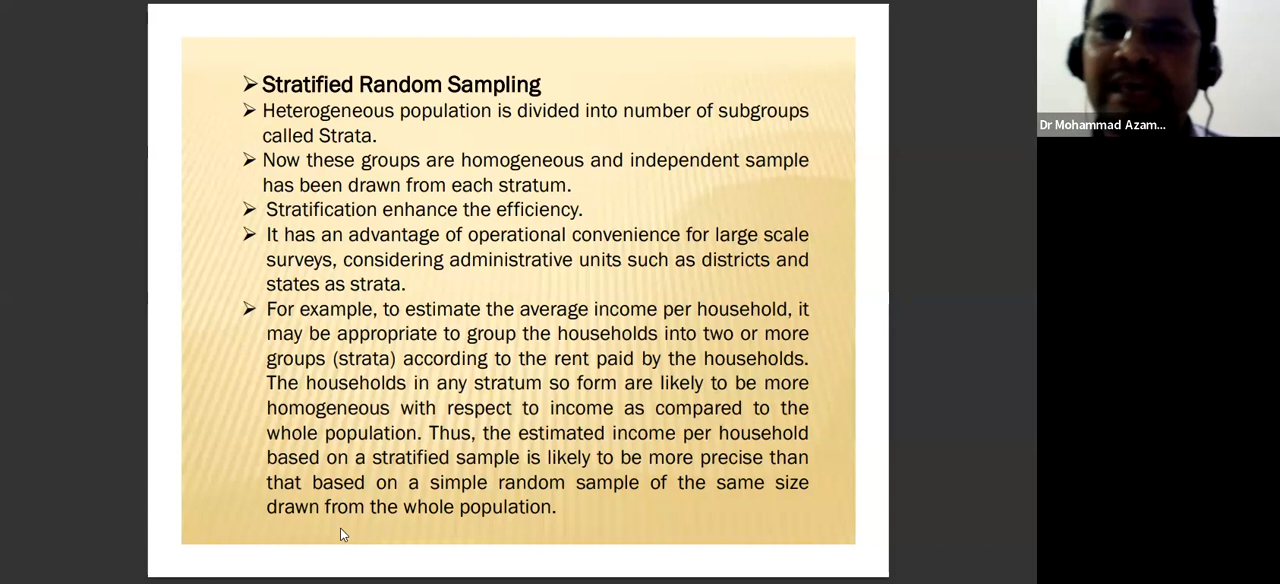 ➢ Stratified Random Sampling
➢ Heterogeneous population is divided into number of subgroups
called Strata.
➢ Now these groups are homogeneous and independent sample
has been drawn from each stratum.
➢ Stratification enhance the efficiency.
➢ It has an advantage of operational convenience for large scale
surveys, considering administrative units such as districts and
states as strata.
➢ For example, to estimate the average income per household, it
may be appropriate to group the households into two or more
groups (strata) according to the rent paid by the households.
The households in any stratum so form are likely to be more
homogeneous with respect to income as compared to the
whole population. Thus, the estimated income per household
based on a stratified sample is likely to be more precise than
that based on a simple random sample of the same size
drawn from the whole population.
Dr Mohammad Azam...